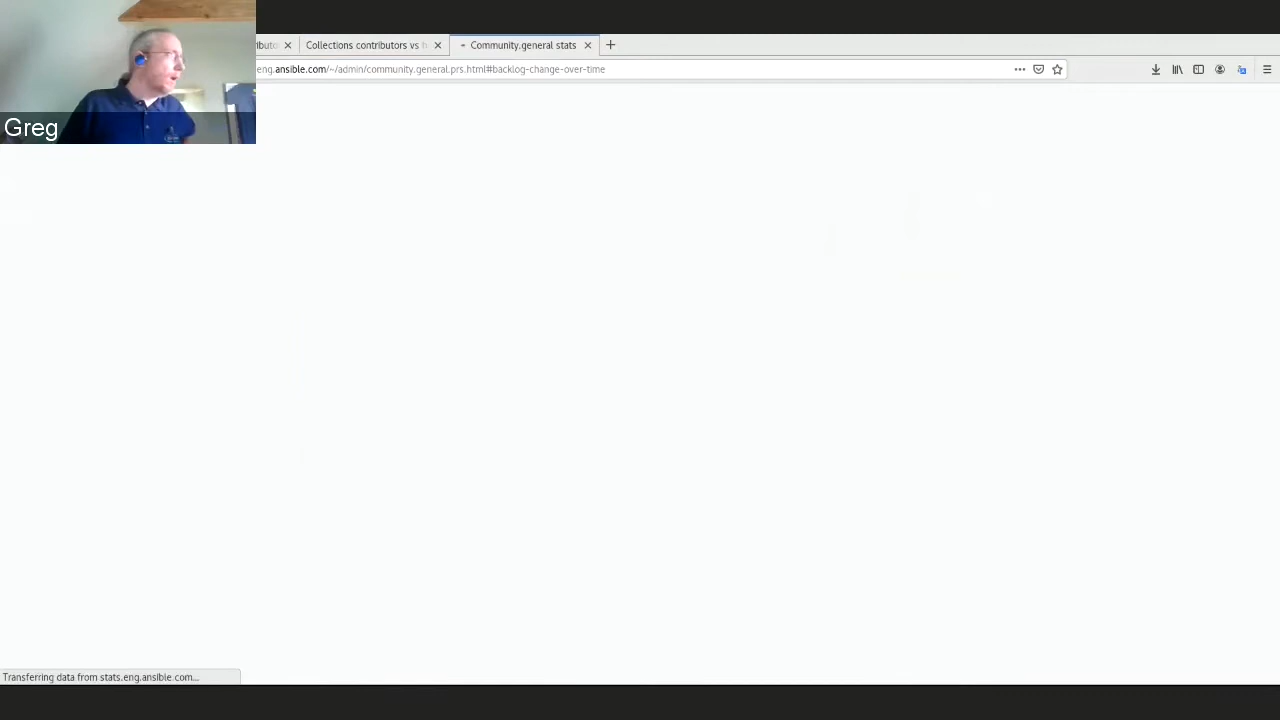 ibuto
Collections contributors vs h
Community.general stats
eng.ansible.com/~/admin/community.general.prs.html#backlog-change-over-time
Greg
Transferring data from stats.eng.ansible.com...